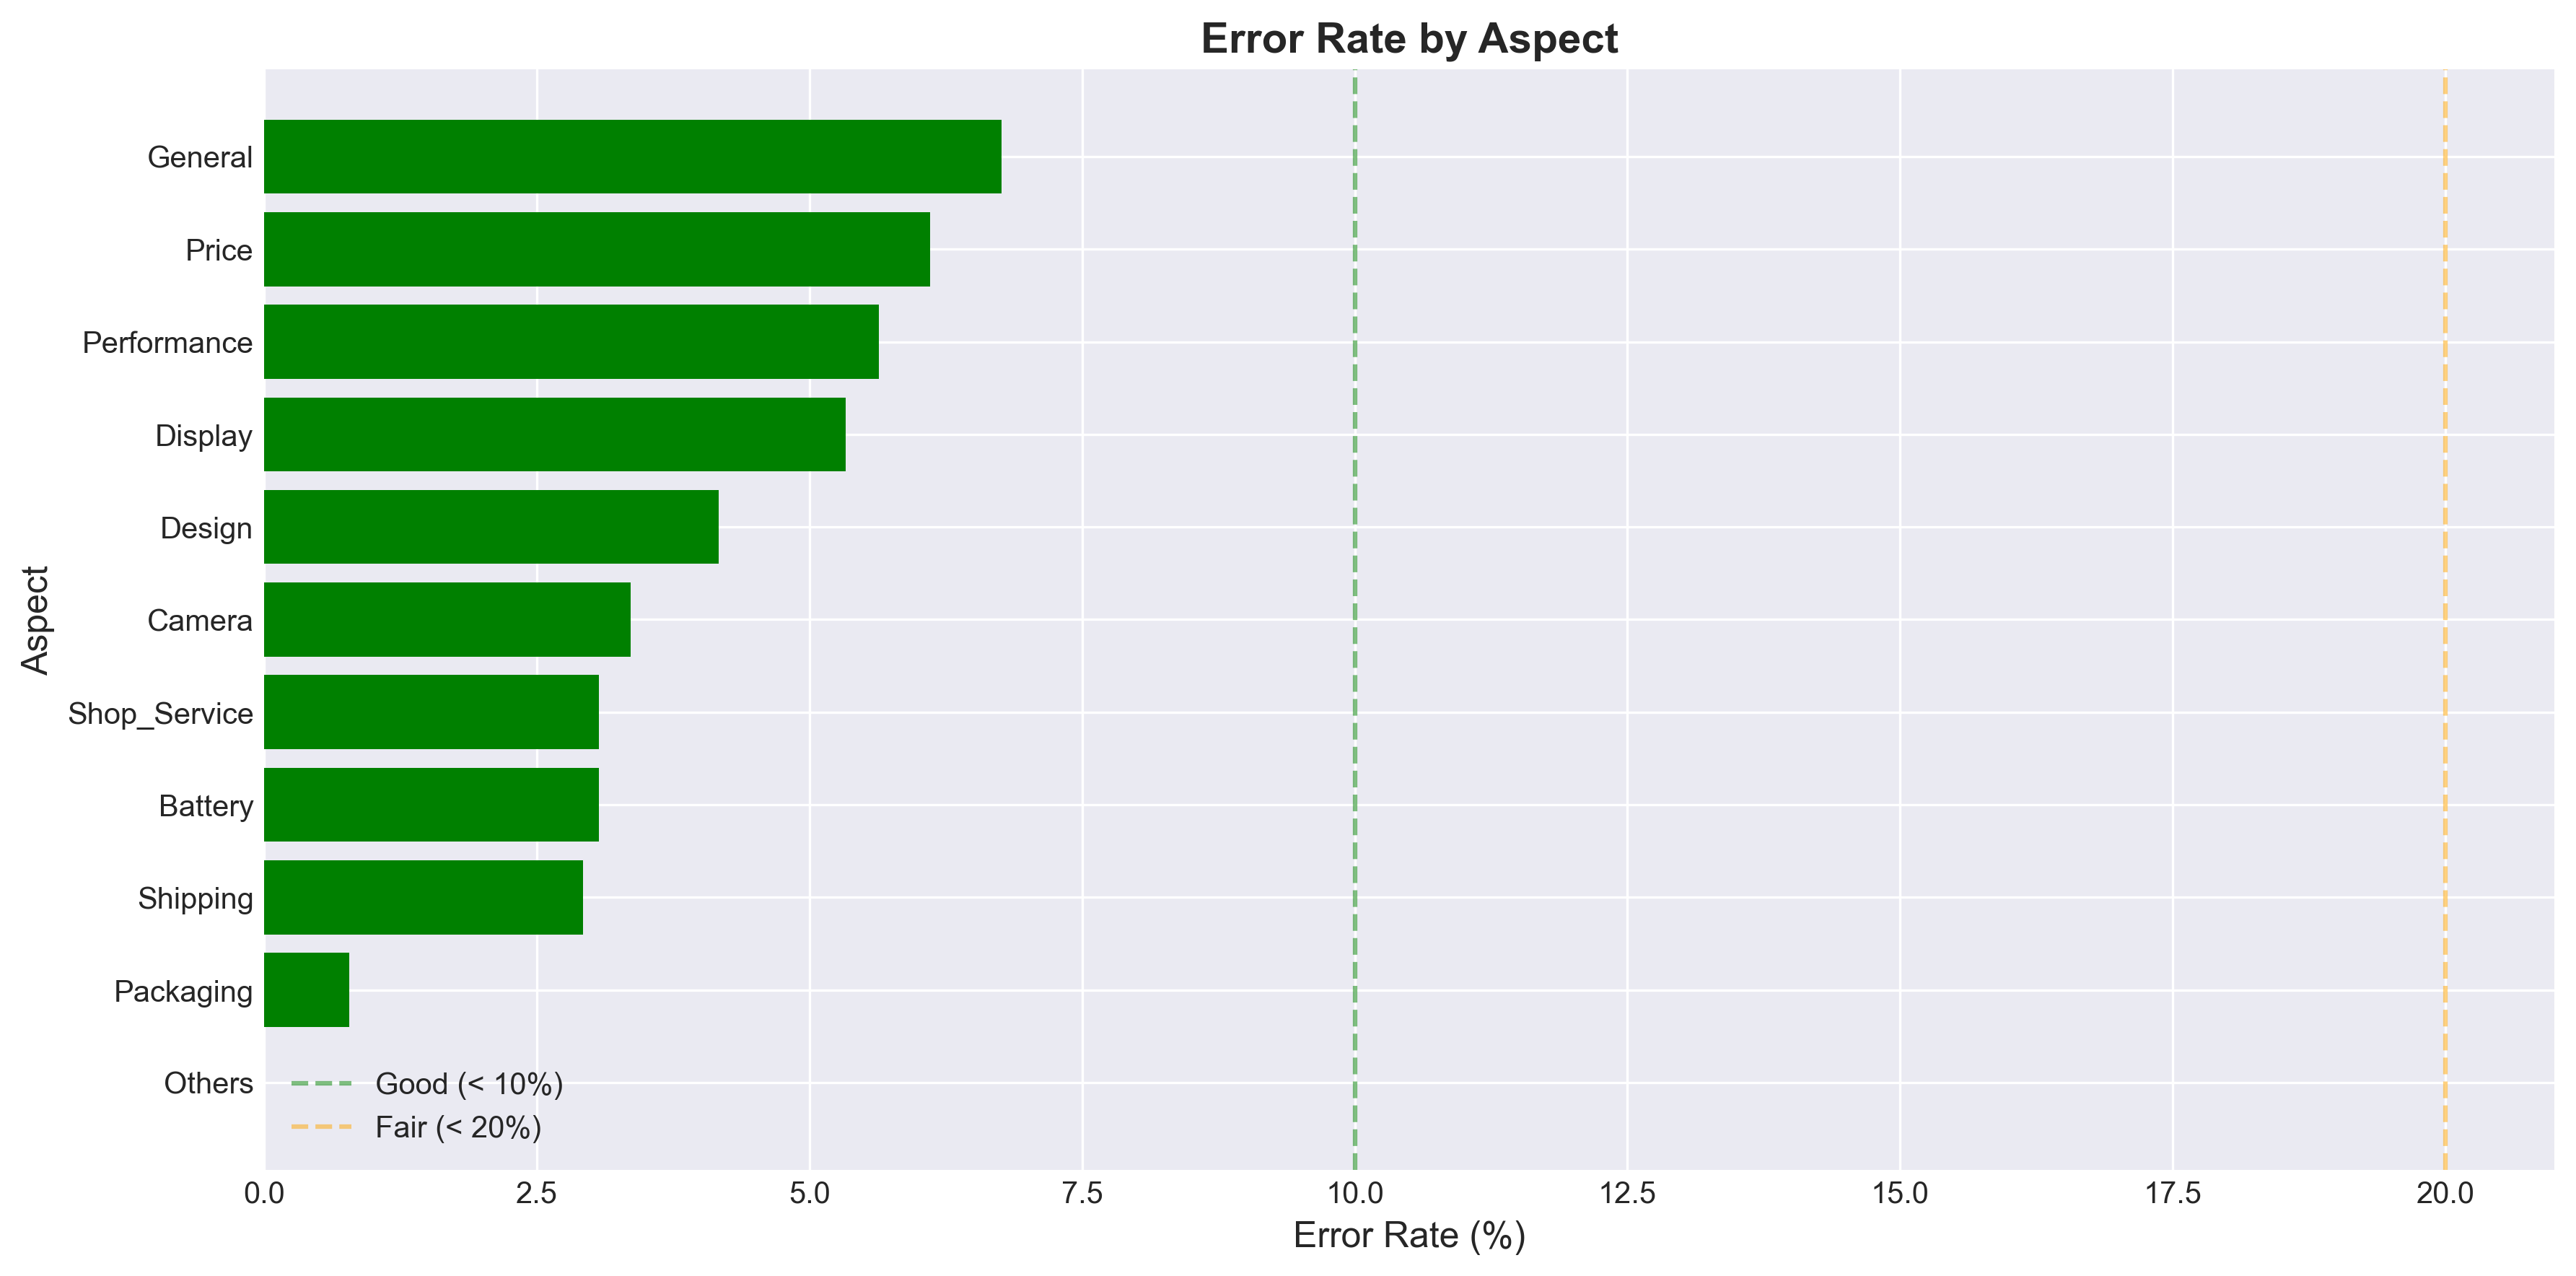 Error Rate by Aspect
General
Price
Performance
Display
Design
Camera
Shop_Service
Battery
Shipping
Packaging
Others
Aspect
Good (< 10%)
Fair (< 20%)
0.0 2.5 5.0 7.5 10.0 12.5 15.0 17.5 20.0
Error Rate (%)